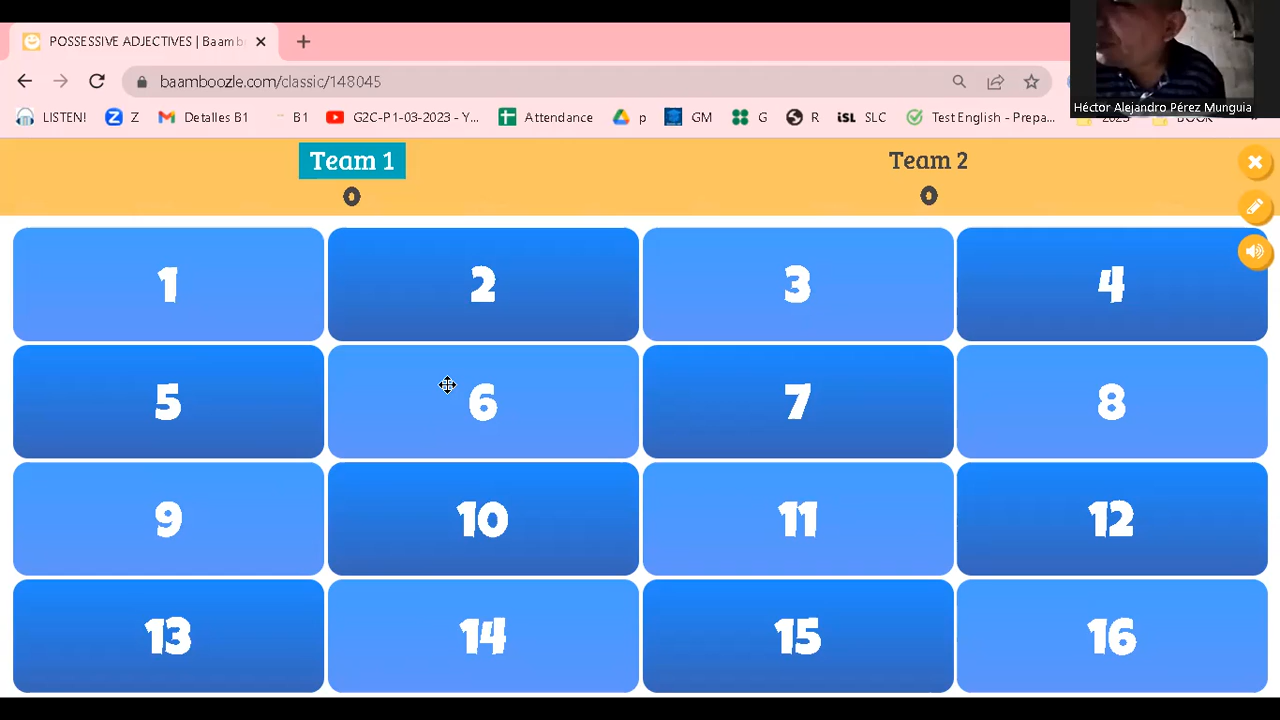 POSSESSIVE ADJECTIVES | Baamb
baamboozle.com/classic/148045
Héctor Alejandro Pérez Munguia
LISTEN!
Z
Detalles B1
B1
G2C-P1-03-2023 - Y...
Attendance
p
GM
G
R
iSL
SLC
Test English - Prepa...
Team 1
0
Team 2
0
1
2
3
4
5
6
7
8
9
10
11
12
13
14
15
16